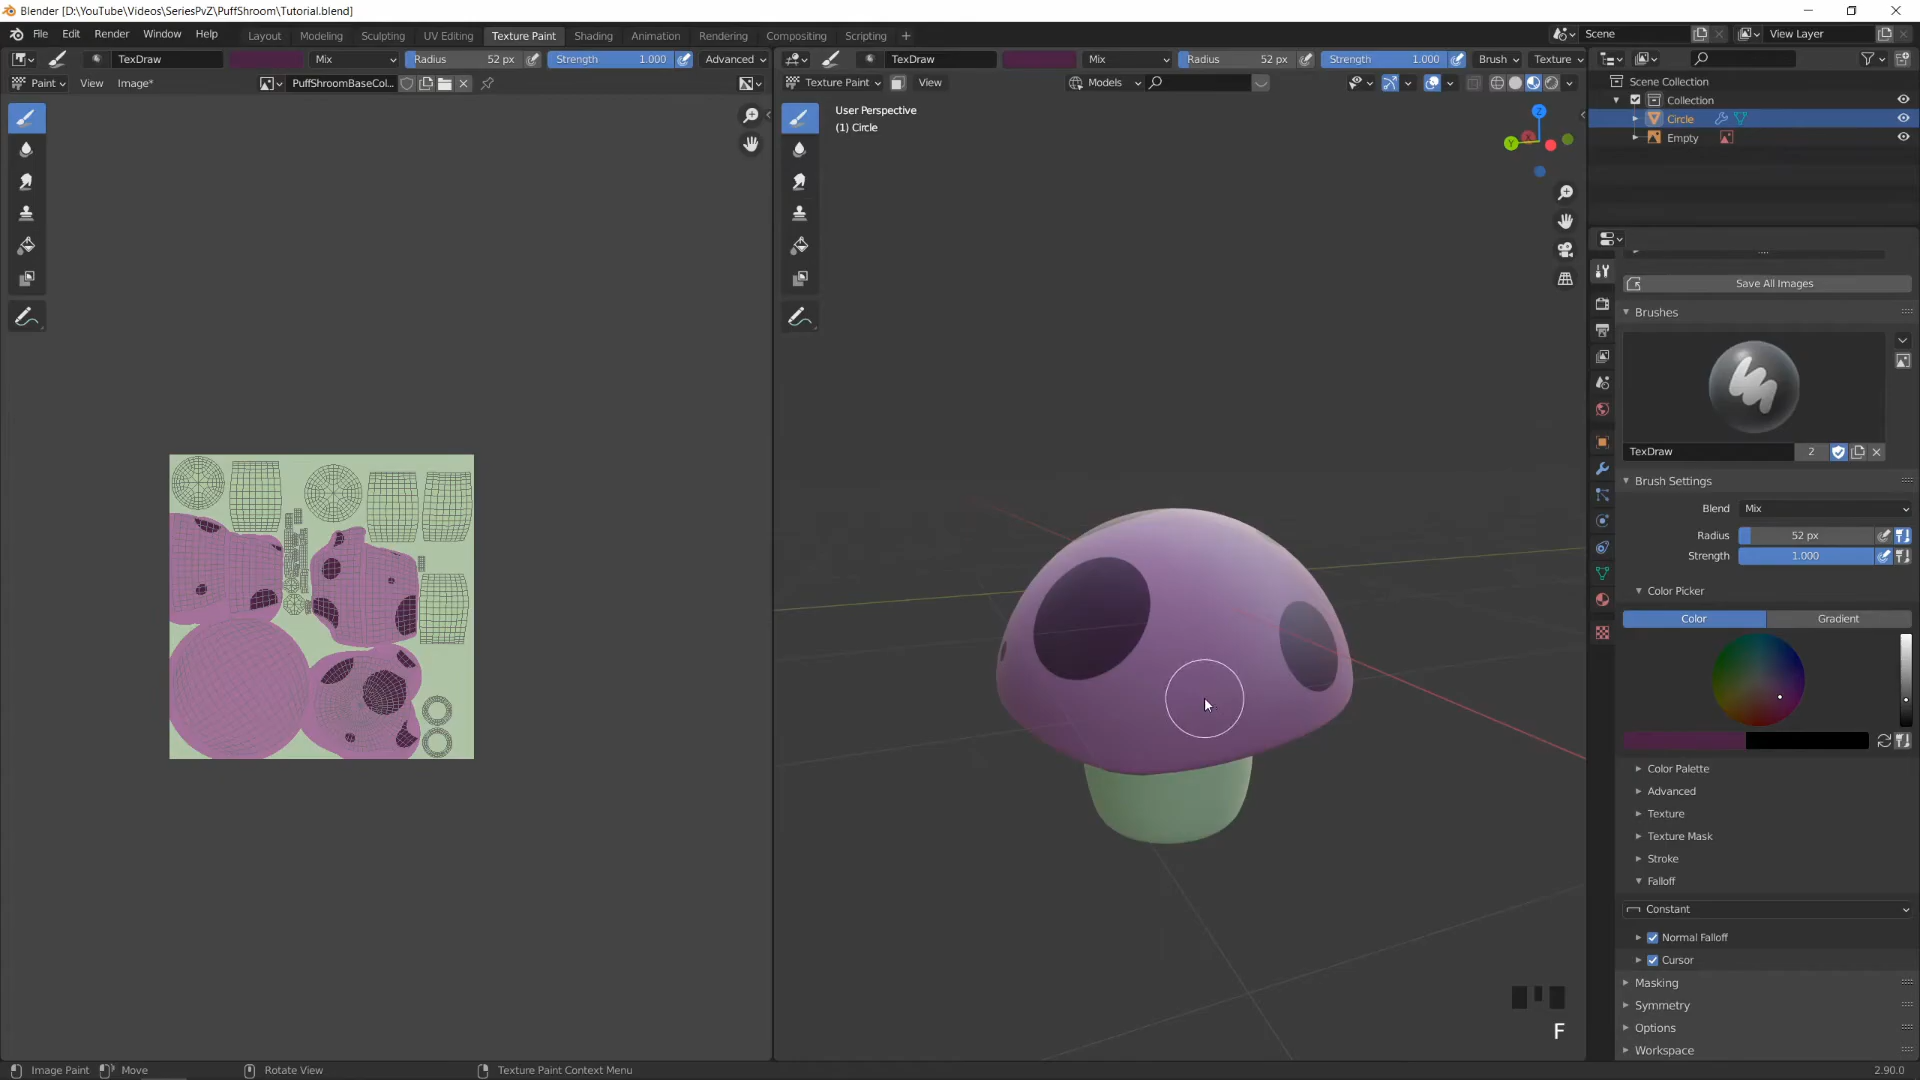 Blender [D:\YouTube\Videos\SeriesPvZ\PuffShroom\Tutorial.blend]
File Edit Render Window Help Layout Modeling Sculpting UV Editing Texture Paint Shading Animation Rendering Compositing Scripting + Scene View Layer
TexDraw Mix Radius 52 px Strength 1.000 Advanced TexDraw Mix Radius 52 px Strength 1.000 Brush Texture
Paint View Image* PuffShroomBaseCol... Texture Paint View Models
Scene Collection
Collection
Circle
Empty
User Perspective
(1) Circle
Z
Y
Save All Images
Brushes
TexDraw 2
Brush Settings
Blend Mix
Radius 52 px
Strength 1.000
Color Picker
Color Gradient
Color Palette
Advanced
Texture
Texture Mask
Stroke
Falloff
Constant
Normal Falloff
Cursor
Masking
Symmetry
Options
Workspace
F
Image Paint Move Rotate View Texture Paint Context Menu 2.90.0